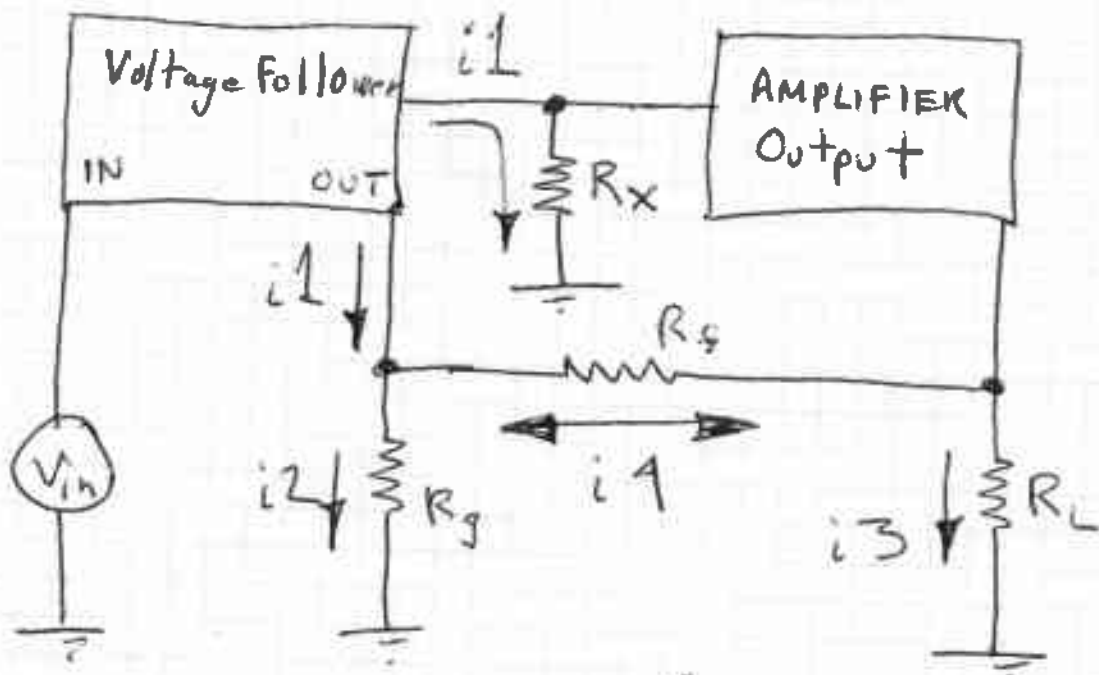 Voltage Follower
i1
AMPLIFIER
Output
IN
OUT
Rx
i1
Rf
Vin
i2
Rg
i4
i3
RL